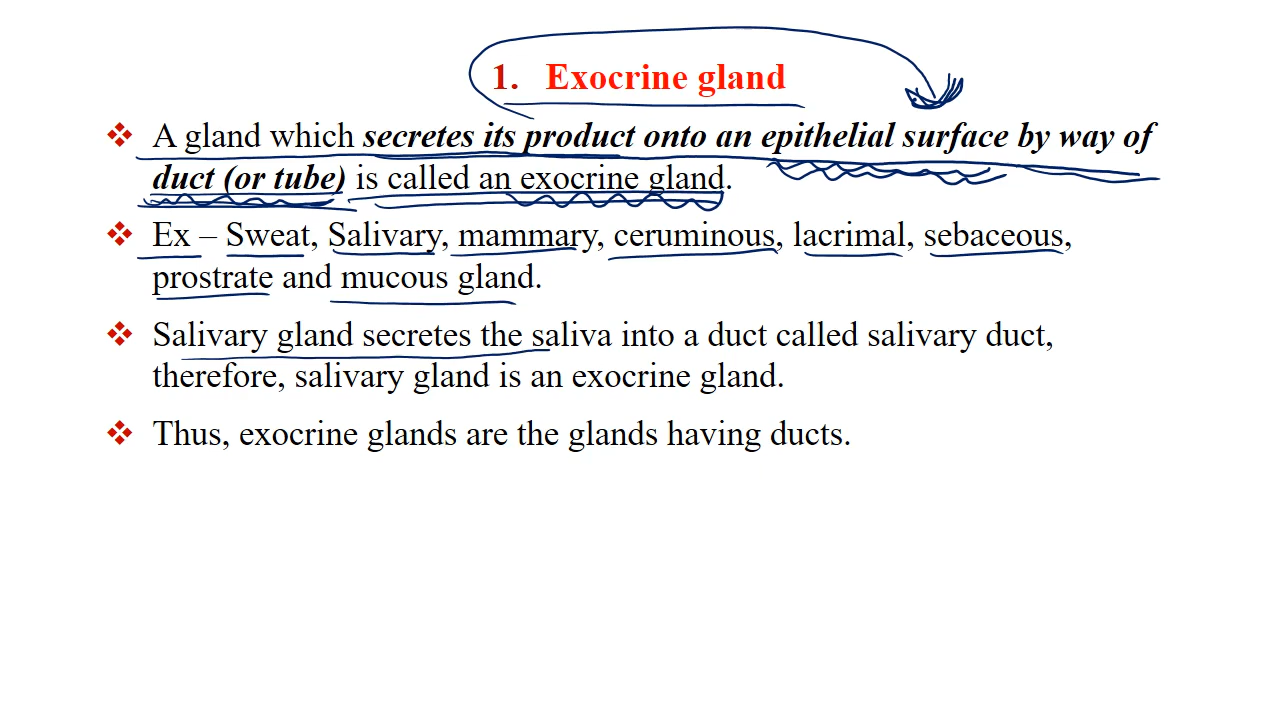 1. Exocrine gland
❖ A gland which secretes its product onto an epithelial surface by way of
duct (or tube) is called an exocrine gland.
❖ Ex – Sweat, Salivary, mammary, ceruminous, lacrimal, sebaceous,
prostrate and mucous gland.
❖ Salivary gland secretes the saliva into a duct called salivary duct,
therefore, salivary gland is an exocrine gland.
❖ Thus, exocrine glands are the glands having ducts.